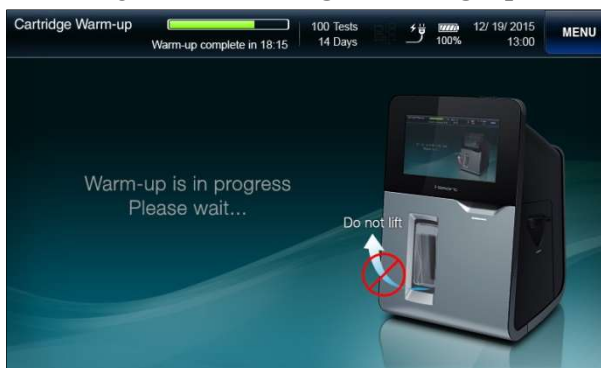 Cartridge Warm-up
Warm-up complete in 18:15
100 Tests
14 Days
100%
12/ 19/ 2015
13:00
MENU
Warm-up is in progress
Please wait...
Do not lift